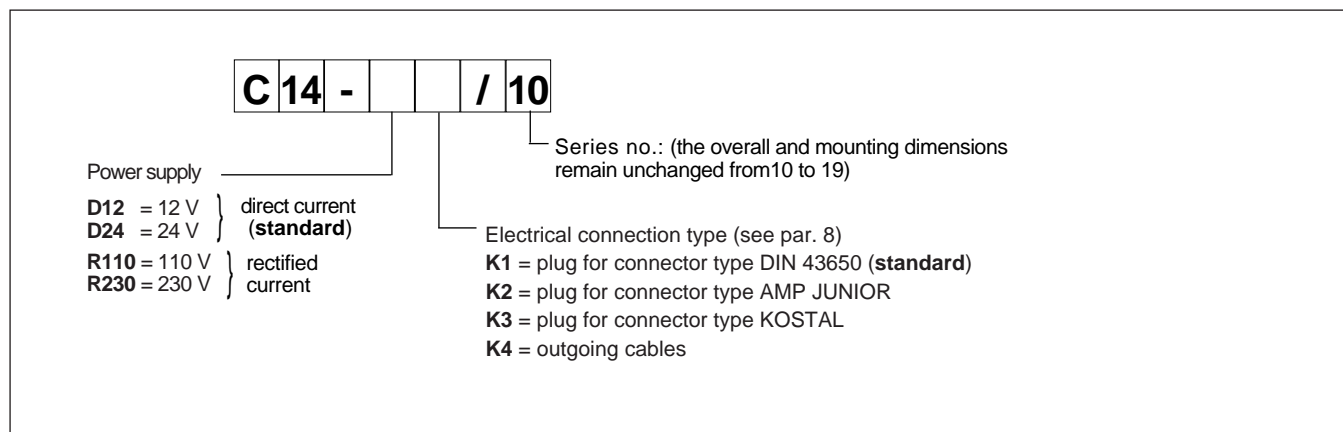 C 14 - / 10
Series no.: (the overall and mounting dimensions
remain unchanged from10 to 19)
Power supply
D12 = 12 V } direct current
D24 = 24 V (standard)
R110 = 110 V } rectified
R230 = 230 V current
Electrical connection type (see par. 8)
K1 = plug for connector type DIN 43650 (standard)
K2 = plug for connector type AMP JUNIOR
K3 = plug for connector type KOSTAL
K4 = outgoing cables